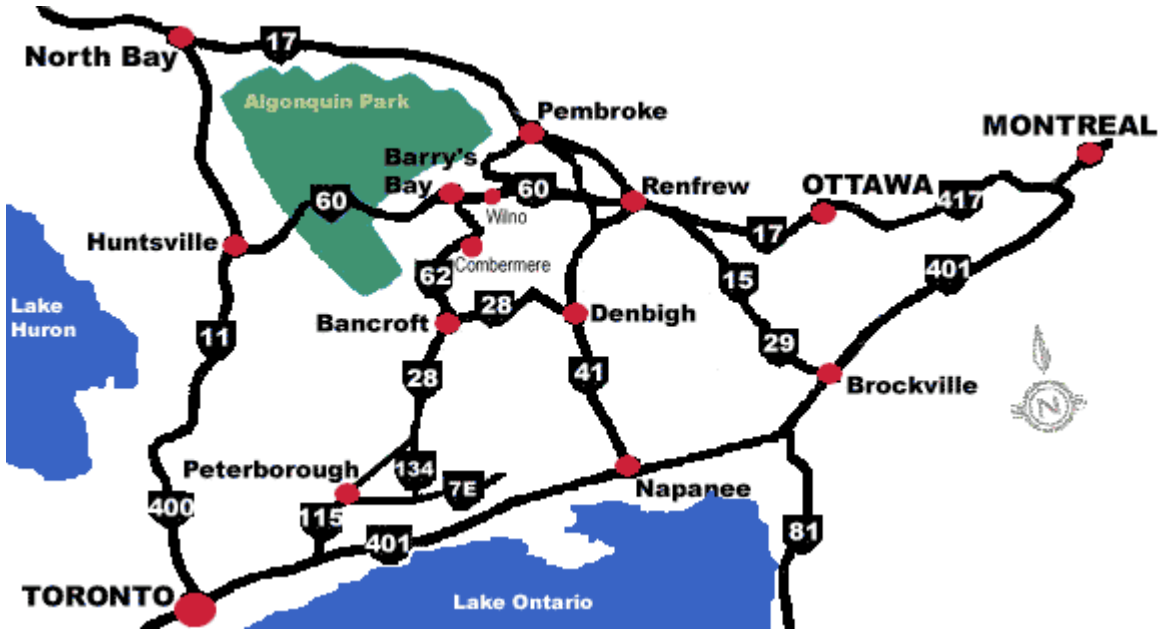 North Bay
17
Algonquin Park
Pembroke
MONTREAL
Barry's
Bay
60
Renfrew
OTTAWA
417
60
Wilno
17
Huntsville
Combermere
62
15
401
Lake
Huron
28
Bancroft
Denbigh
11
29
28
41
Brockville
N
Peterborough
134
7E
Napanee
400
115
401
81
TORONTO
Lake Ontario